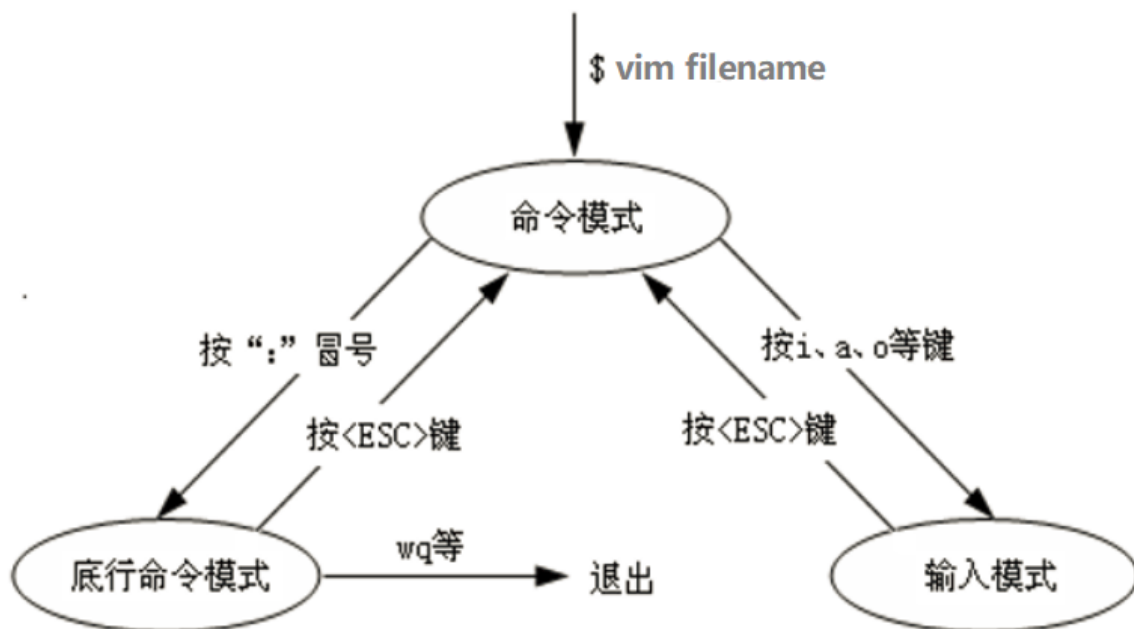 $ vim filename
命令模式
按“:”冒号
按i、a、o等键
按<ESC>键
按<ESC>键
底行命令模式
wq等
退出
输入模式